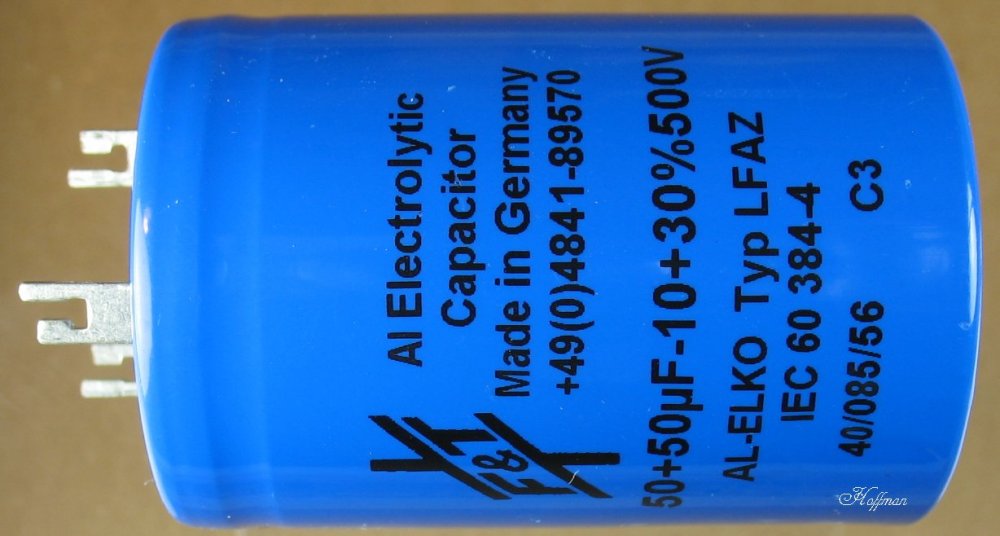 F&T
Al Electrolytic
Capacitor
Made in Germany
+49(0)4841-89570
50+50µF-10+30%500V
AL-ELKO Typ LFAZ
IEC 60 384-4
40/085/56 C3
Hoffman